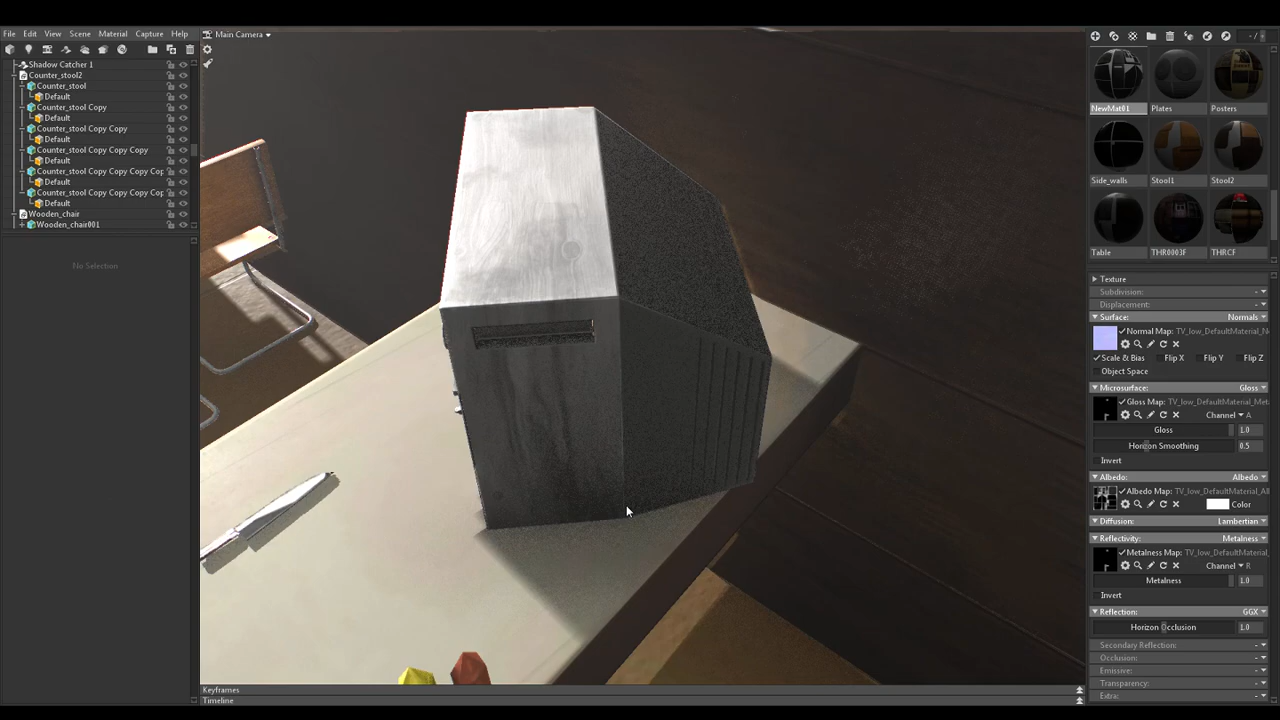 File Edit View Scene Material Capture Help
Main Camera
Shadow Catcher 1
Counter_stool2
Counter_stool
Default
Counter_stool Copy
Default
Counter_stool Copy Copy
Default
Counter_stool Copy Copy Copy
Default
Counter_stool Copy Copy Copy Cop
Default
Counter_stool Copy Copy Copy Cop
Default
Wooden_chair
Wooden_chair001
No Selection
Keyframes
Timeline
- /
NewMat01 Plates Posters
Side_walls Stool1 Stool2
Table THR0003F THRCF
Texture
Subdivision: -
Displacement: -
Surface: Normals
Normal Map: TV_low_DefaultMaterial_N
Scale & Bias Flip X Flip Y Flip Z
Object Space
Microsurface: Gloss
Gloss Map: TV_low_DefaultMaterial_Met
Channel A
Gloss 1.0
Horizon Smoothing 0.5
Invert
Albedo: Albedo
Albedo Map: TV_low_DefaultMaterial_Al
Color
Diffusion: Lambertian
Reflectivity: Metalness
Metalness Map: TV_low_DefaultMaterial_
Channel R
Metalness 1.0
Invert
Reflection: GGX
Horizon Occlusion 1.0
Secondary Reflection: -
Occlusion: -
Emissive: -
Transparency: -
Extra: -